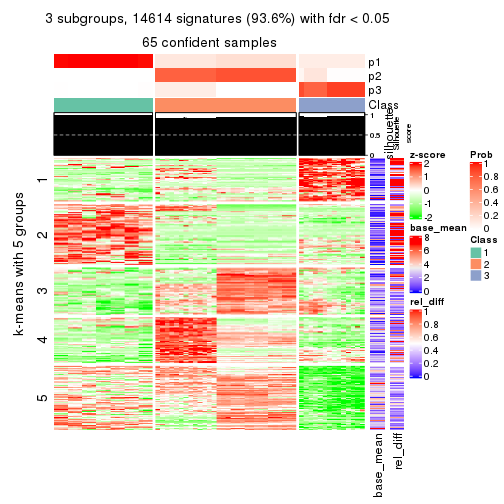 3 subgroups, 14614 signatures (93.6%) with fdr < 0.05
65 confident samples
p1
p2
p3
Class
1
0.5
0
silhouette
Silhouette
score
k-means with 5 groups
1
2
3
4
5
base_mean
rel_diff
z-score
2
1
0
-1
-2
base_mean
8
6
4
2
0
rel_diff
1
0.8
0.6
0.4
0.2
0
Prob
1
0.8
0.6
0.4
0.2
0
Class
1
2
3